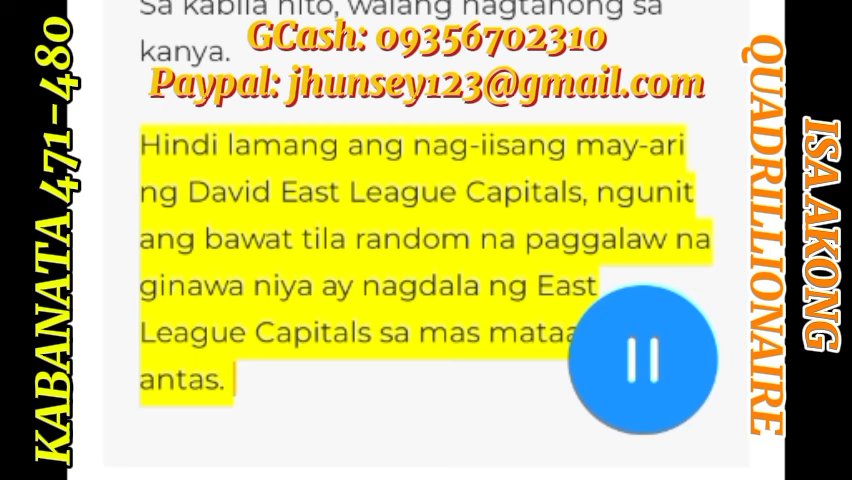 Sa kabila nito, walang nagtanong sa
kanya.
GCash: 09356702310
Paypal: jhunsey123@gmail.com
Hindi lamang ang nag-iisang may-ari
ng David East League Capitals, ngunit
ang bawat tila random na paggalaw na
ginawa niya ay nagdala ng East
League Capitals sa mas
antas.
KABANATA 471-480
ISA AKONG
QUADRILLIONAIRE